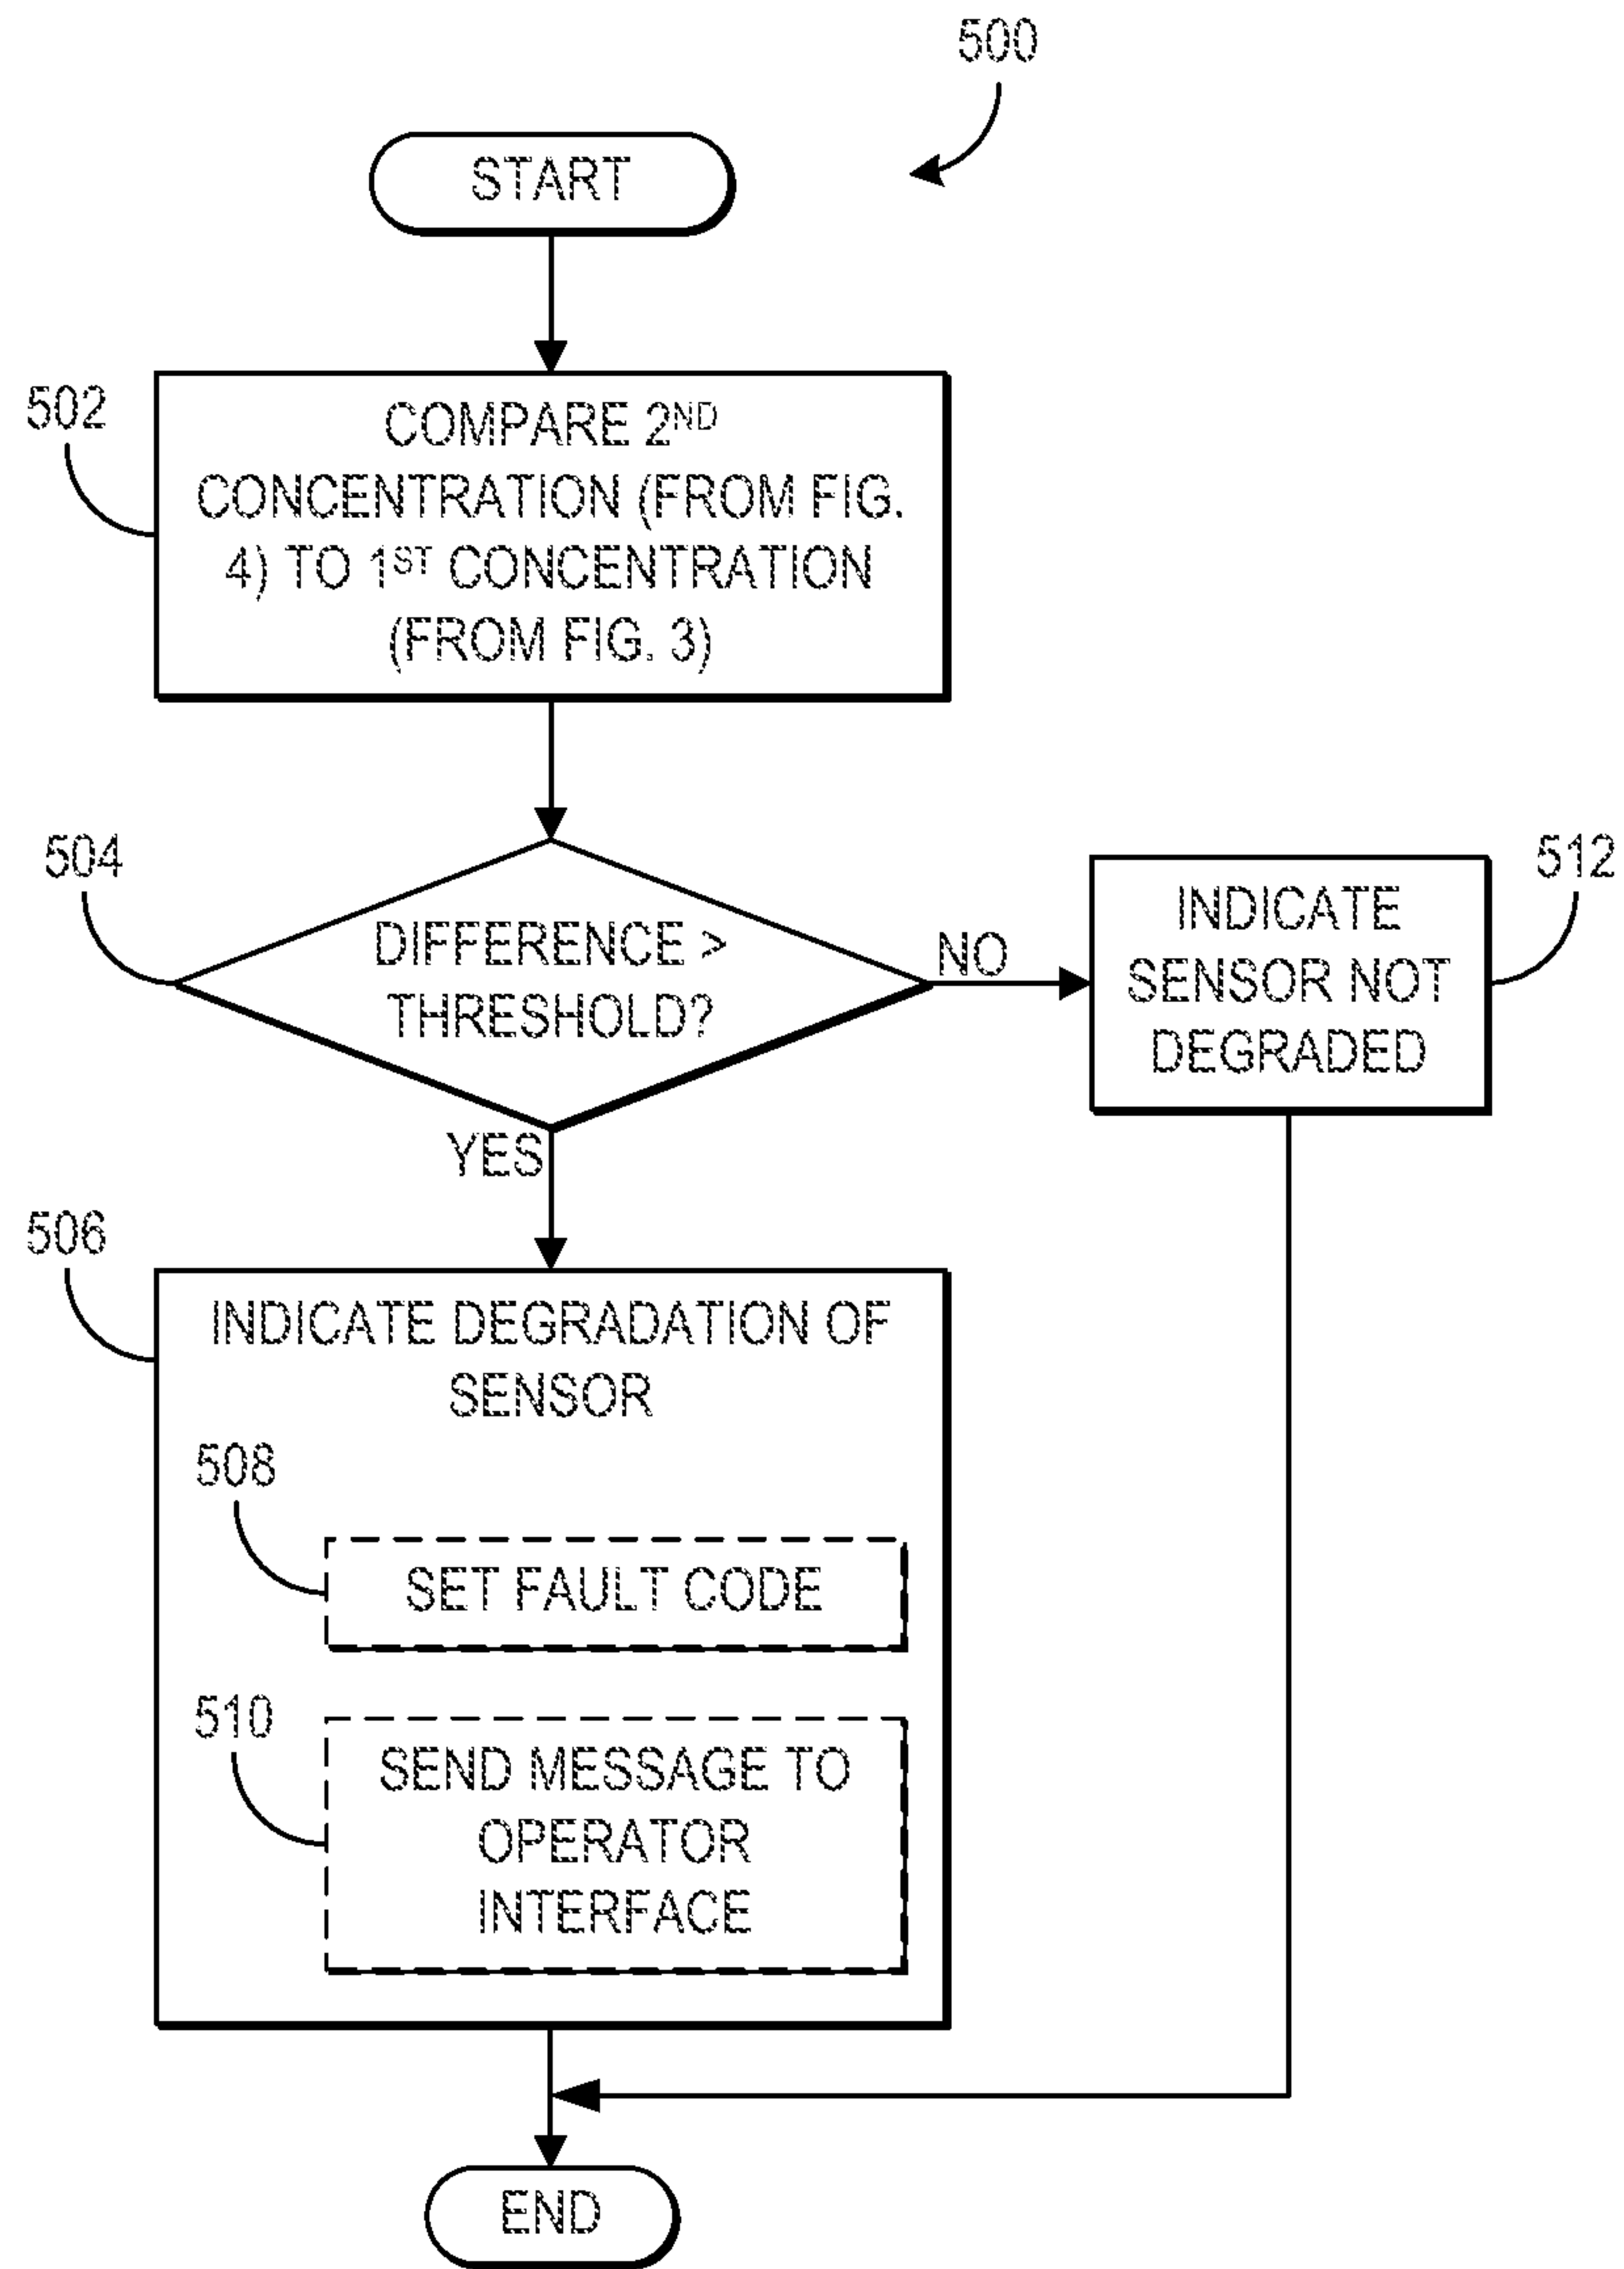 500
START
502
COMPARE 2ND
CONCENTRATION (FROM FIG.
4) TO 1ST CONCENTRATION
(FROM FIG. 3)
504
DIFFERENCE >
THRESHOLD?
NO
512
INDICATE
SENSOR NOT
DEGRADED
YES
506
INDICATE DEGRADATION OF
SENSOR
508
SET FAULT CODE
510
SEND MESSAGE TO
OPERATOR
INTERFACE
END